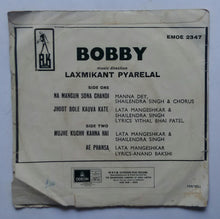 EMOE 2347
BOBBY
music direction
LAXMIKANT PYARELAL
SIDE ONE
NA MANGUN SONA CHANDI MANNA DEY, SHAILENDRA SINGH & CHORUS
JHOOT BOLE KAUVA KATE LATA MANGESHKAR & SHAILENDRA SINGH LYRICS VITHAL BHAI PATEL
SIDE TWO
MUJHE KUCHH KAHNA HAI LATA MANGESHKAR & SHAILENDRA SINGH
AE PHANSA LATA MANGESHKAR LYRICS-ANAND BAKSHI
ODEON